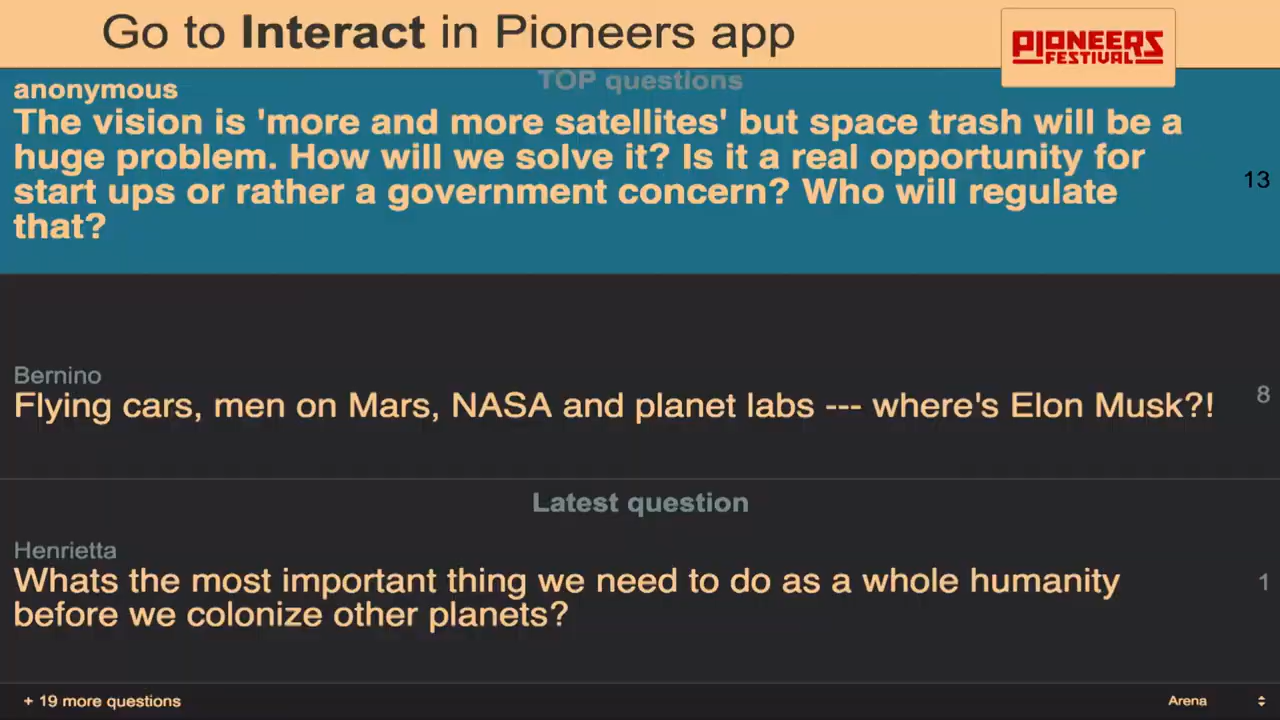 Go to Interact in Pioneers app
PIONEERS
FESTIVAL
TOP questions
anonymous
The vision is 'more and more satellites' but space trash will be a
huge problem. How will we solve it? Is it a real opportunity for
start ups or rather a government concern? Who will regulate
that?
13
Bernino
Flying cars, men on Mars, NASA and planet labs --- where's Elon Musk?!
8
Latest question
Henrietta
Whats the most important thing we need to do as a whole humanity
before we colonize other planets?
1
+ 19 more questions
Arena